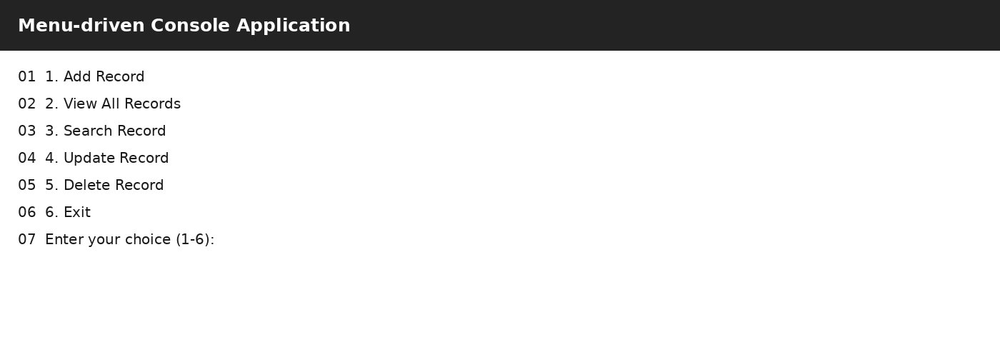 Menu-driven Console Application
01 1. Add Record
02 2. View All Records
03 3. Search Record
04 4. Update Record
05 5. Delete Record
06 6. Exit
07 Enter your choice (1-6):